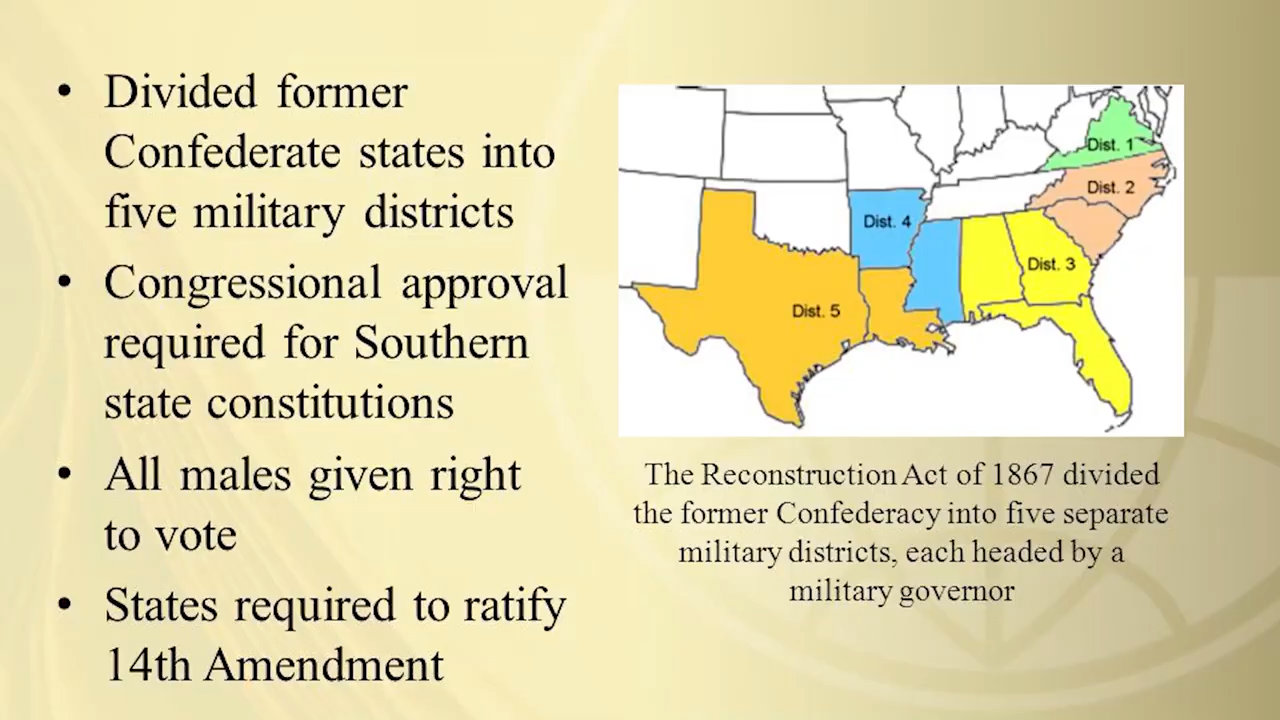 • Divided former
Confederate states into
five military districts
• Congressional approval
required for Southern
state constitutions
• All males given right
to vote
• States required to ratify
14th Amendment
Dist. 1
Dist. 2
Dist. 4
Dist. 3
Dist. 5
The Reconstruction Act of 1867 divided
the former Confederacy into five separate
military districts, each headed by a
military governor